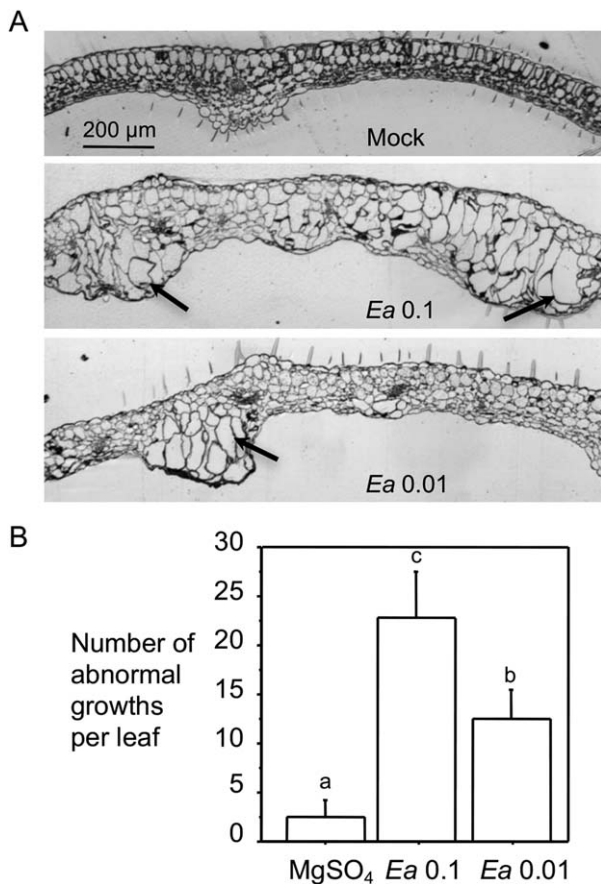 A
200 µm
Mock
Ea 0.1
Ea 0.01
B
Number of
abnormal
growths
per leaf
30
25
20
15
10
5
0
a
c
b
MgSO₄ Ea 0.1 Ea 0.01